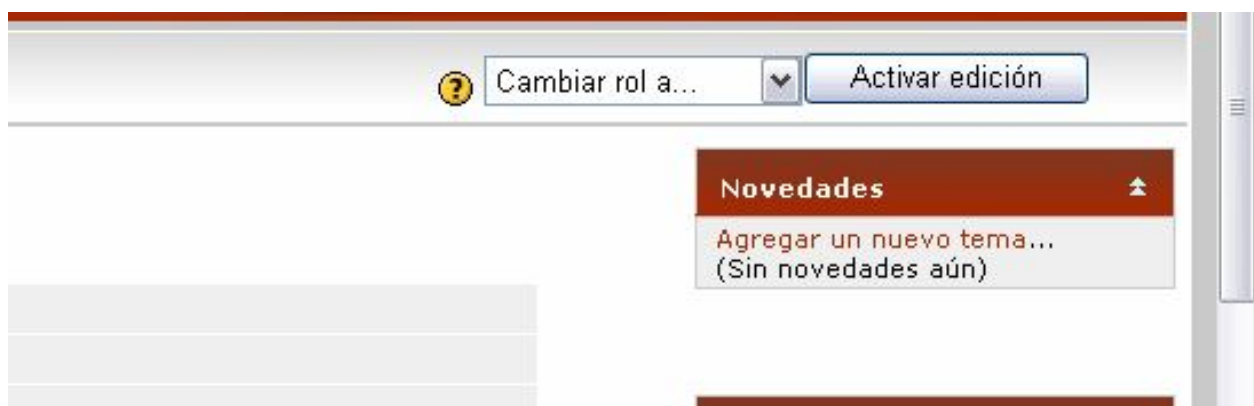 Cambiar rol a...
Activar edición
Novedades
Agregar un nuevo tema...
(Sin novedades aún)